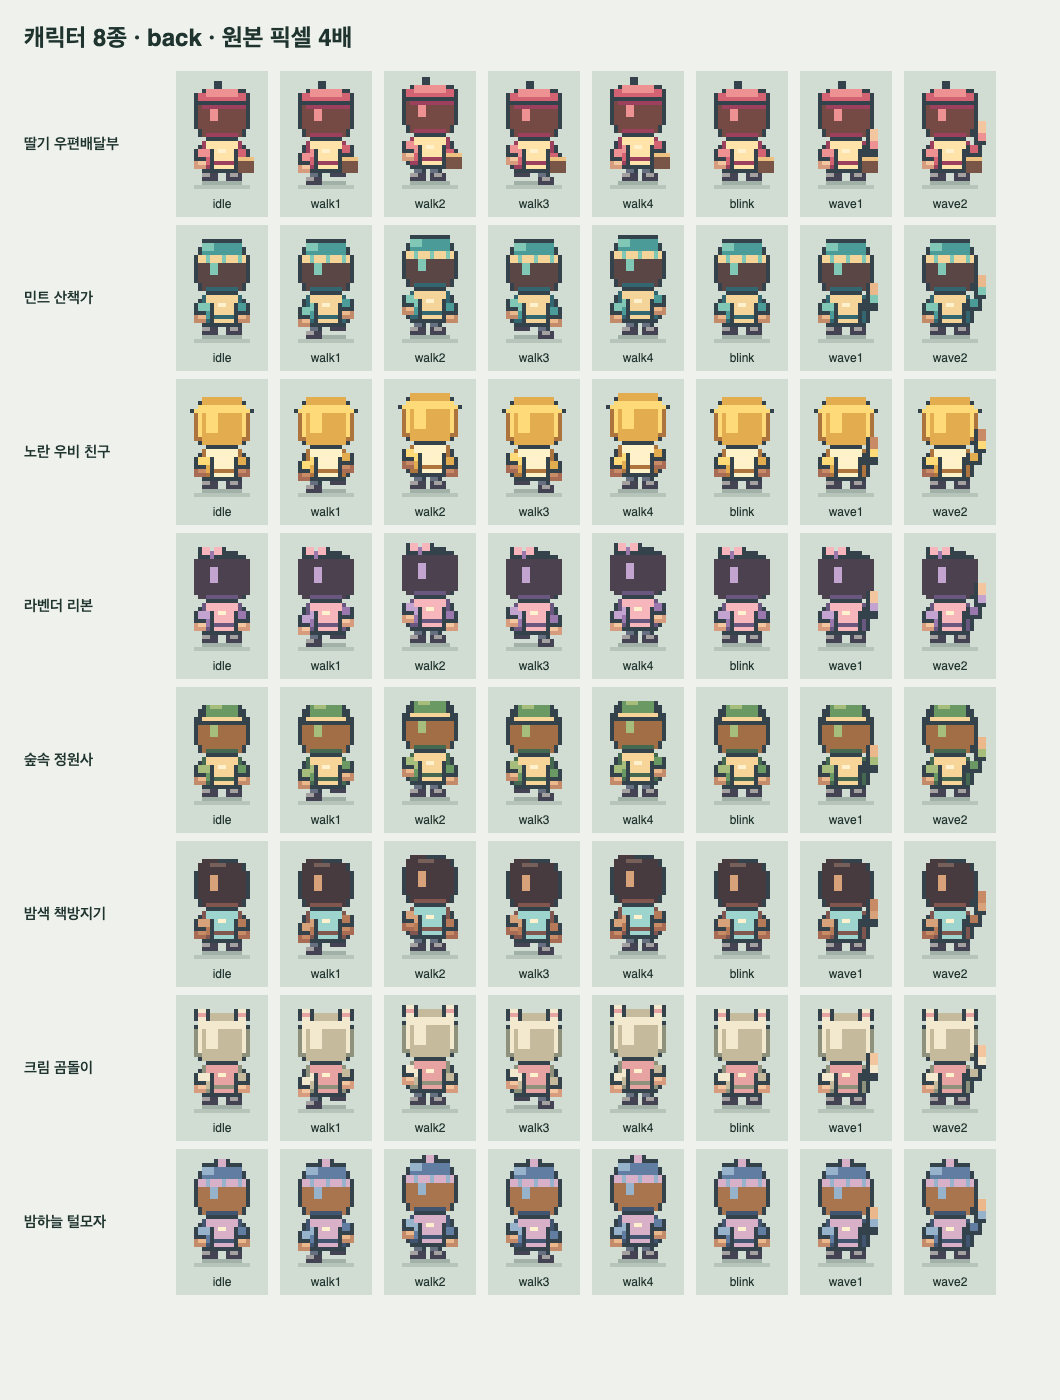 캐릭터 8종 · back · 원본 픽셀 4배
딸기 우편배달부
idle walk1 walk2 walk3 walk4 blink wave1 wave2
민트 산책가
idle walk1 walk2 walk3 walk4 blink wave1 wave2
노란 우비 친구
idle walk1 walk2 walk3 walk4 blink wave1 wave2
라벤더 리본
idle walk1 walk2 walk3 walk4 blink wave1 wave2
숲속 정원사
idle walk1 walk2 walk3 walk4 blink wave1 wave2
밤색 책방지기
idle walk1 walk2 walk3 walk4 blink wave1 wave2
크림 곰돌이
idle walk1 walk2 walk3 walk4 blink wave1 wave2
밤하늘 털모자
idle walk1 walk2 walk3 walk4 blink wave1 wave2